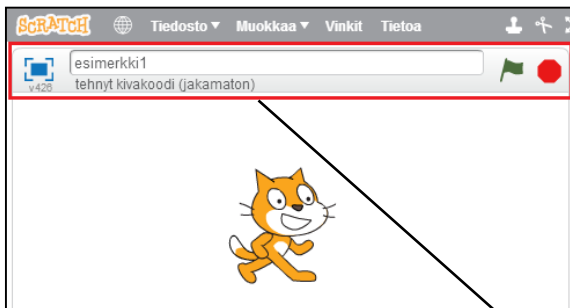 SCRATCH Tiedosto Muokkaa Vinkit Tietoa
esimerkki1
v426 tehnyt kivakoodi (jakamaton)